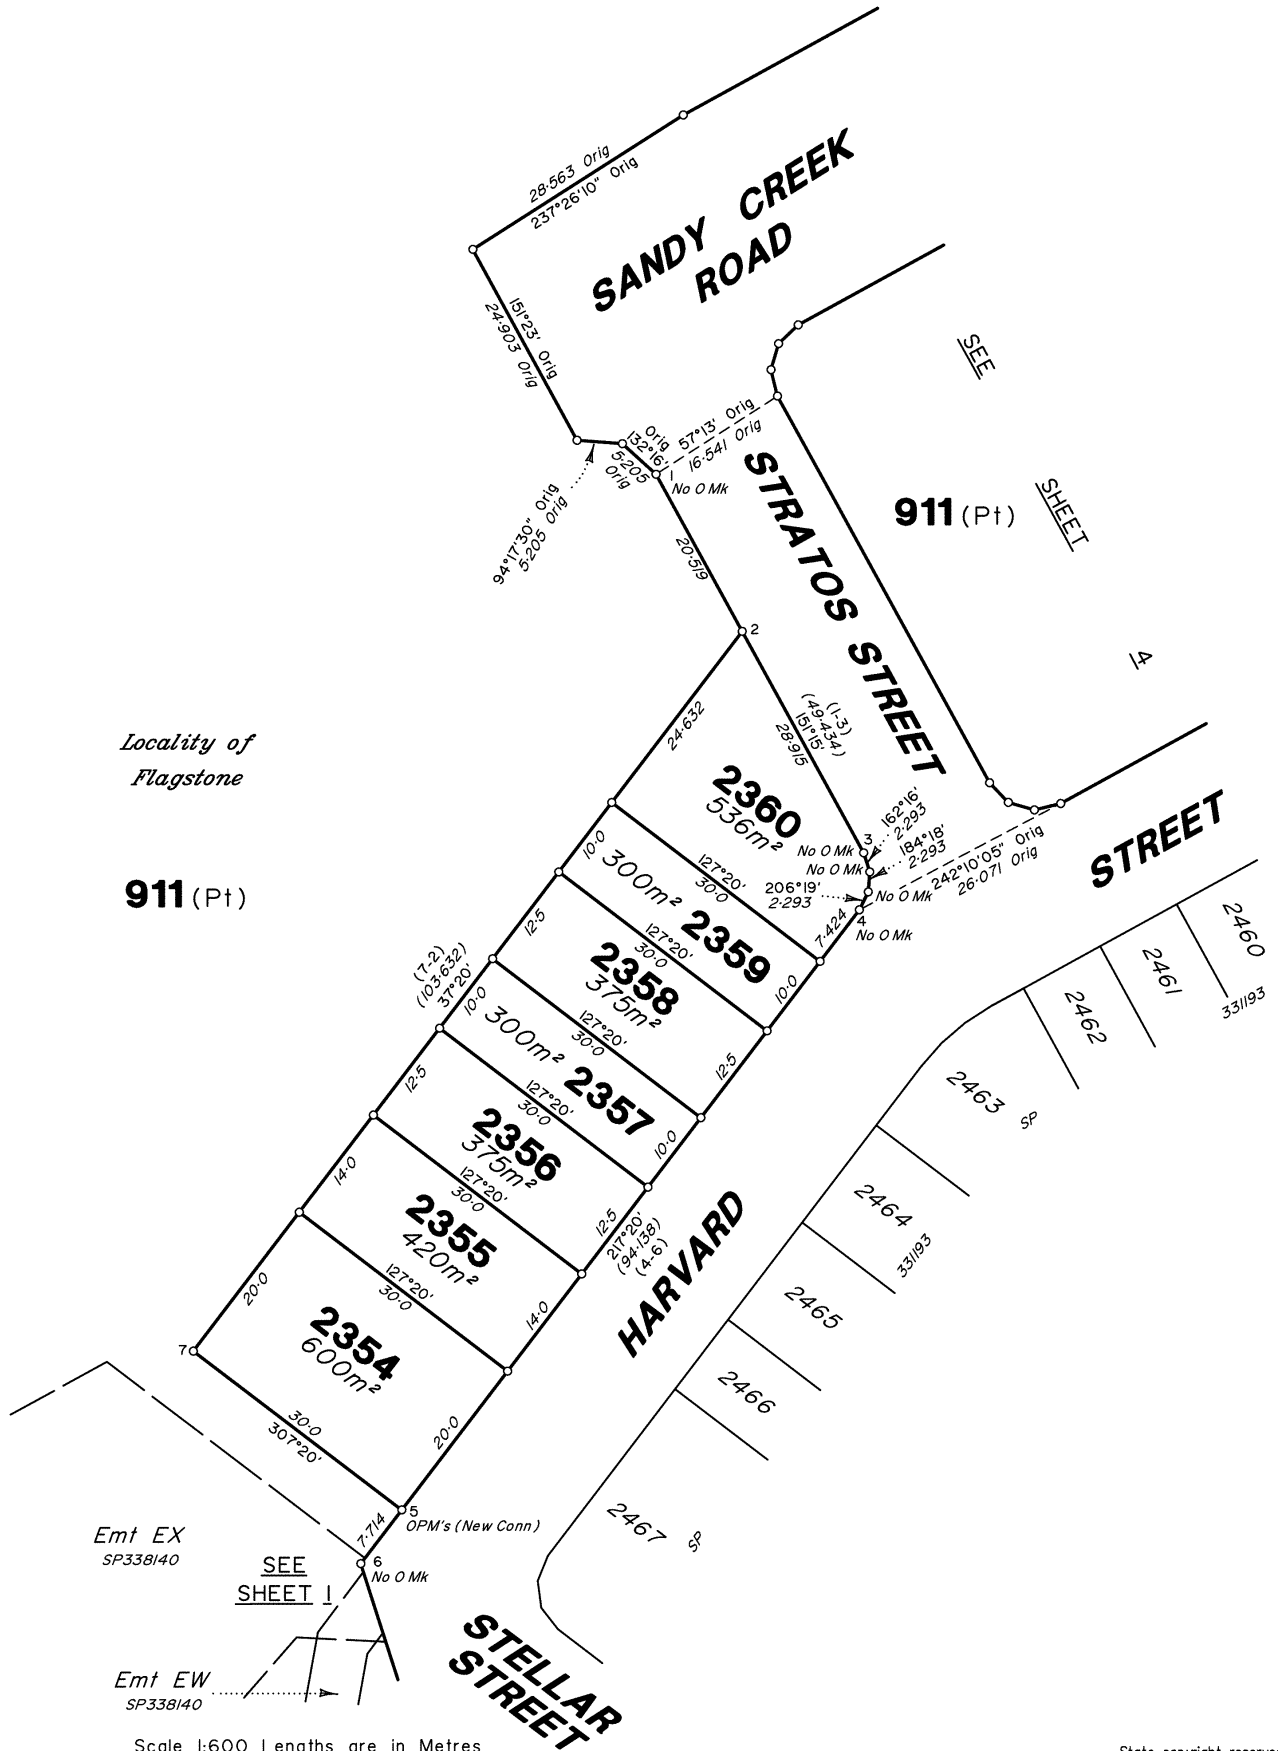 28·563 Orig
237°26'10" Orig
SANDY CREEK
ROAD
151°23' Orig
24·903 Orig
SEE
SHEET
14
Orig
132°16'
5·205
Orig
57°13' Orig
16·541 Orig
1
No O Mk
94°17'30" Orig
5·205 Orig
STRATOS STREET
911 (Pt)
20·519
2
Locality of
Flagstone
24·632
(1-3)
(49·434)
151°15'
28·915
2360
536m²
162°16'
2·293
184°18'
2·293
3
No O Mk
No O Mk
206°19'
2·293
No O Mk
242°10'05" Orig
26·071 Orig
4
No O Mk
7·424
STREET
911 (Pt)
10·0
127°20'
30·0
300m² 2359
10·0
12·5
127°20'
30·0
2358
375m²
12·5
(7-2)
(103·632)
37°20'
10·0
127°20'
30·0
300m² 2357
10·0
12·5
127°20'
30·0
2356
375m²
12·5
217°20'
(94·138)
(4-6)
14·0
127°20'
30·0
2355
420m²
14·0
HARVARD
20·0
127°20'
30·0
2354
600m²
20·0
7
30·0
307°20'
5
OPM's (New Conn)
7·714
6
No O Mk
2460
2461
331193
2462
2463
SP
2464
331193
2465
2466
2467
SP
Emt EX
SP338140
SEE
SHEET 1
Emt EW
SP338140
STELLAR
STREET
Scale 1:600 Lengths are in Metres